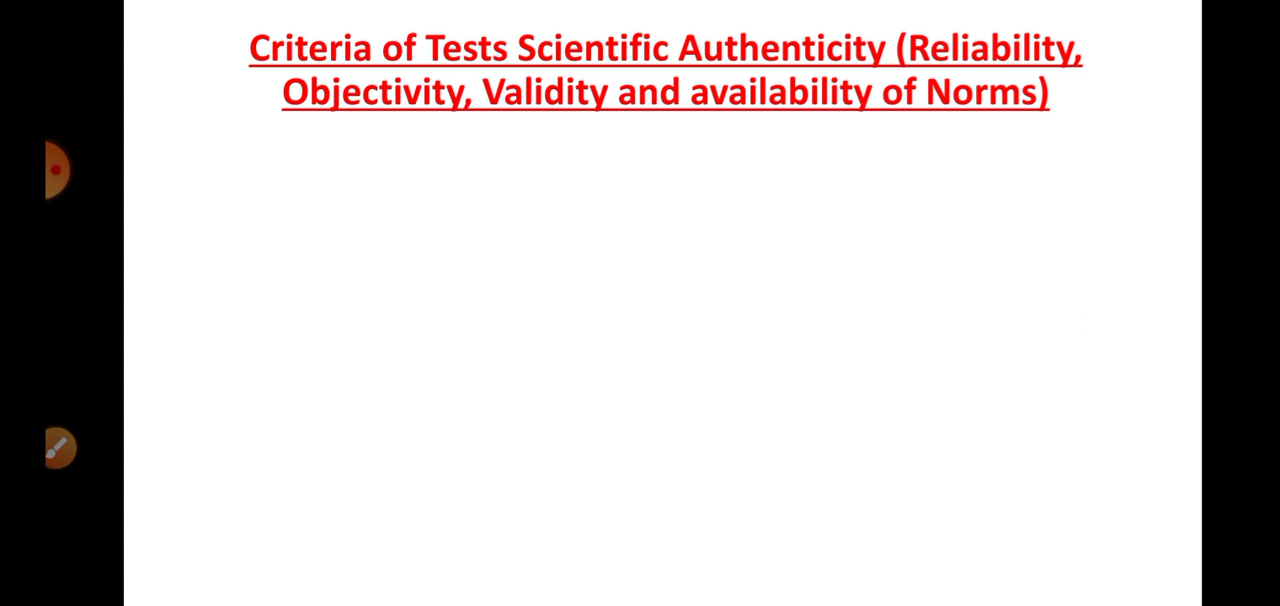 Criteria of Tests Scientific Authenticity (Reliability,
Objectivity, Validity and availability of Norms)